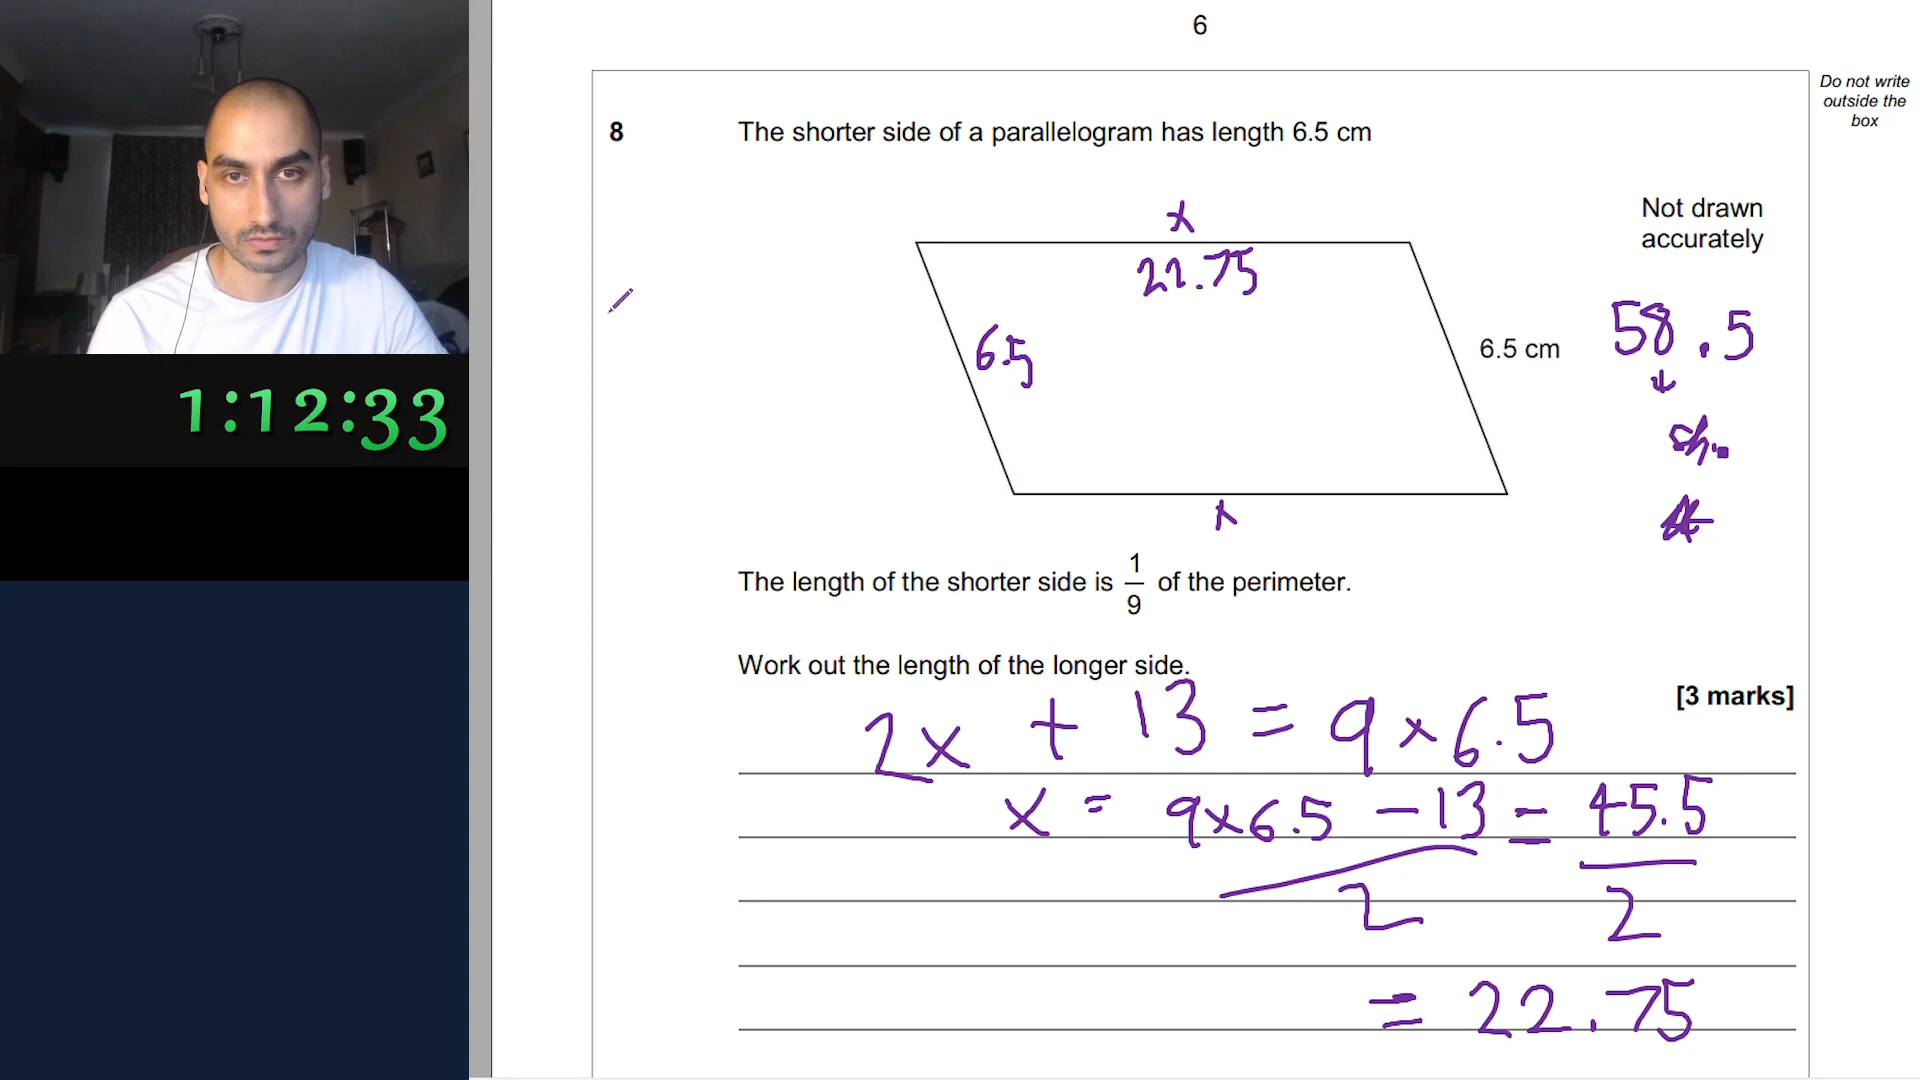 6
Do not write
outside the
box
8 The shorter side of a parallelogram has length 6.5 cm
Not drawn
accurately
x
22.75
6.5
6.5 cm
58.5
x
1:12:33
The length of the shorter side is 1/9 of the perimeter.
Work out the length of the longer side.
[3 marks]
2x + 13 = 9 × 6.5
x = 9×6.5 - 13 = 45.5
2 2
= 22.75